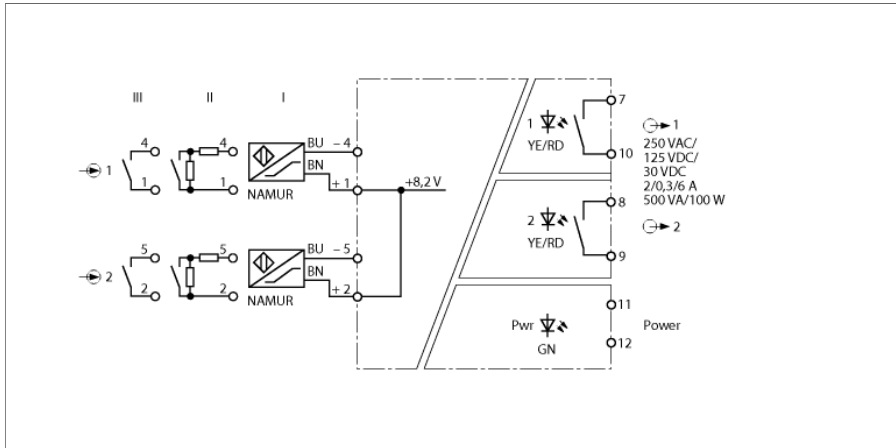 III II I
1 YE/RD
7
10
1
250 VAC/
125 VDC/
30 VDC
2/0,3/6 A
500 VA/100 W
4 4 BU – 4
1
1 1 BN + 1
NAMUR
+8,2 V
2 YE/RD
8
9
2
5 5 BU – 5
2
2 2 BN + 2
NAMUR
Pwr GN
11
12
Power